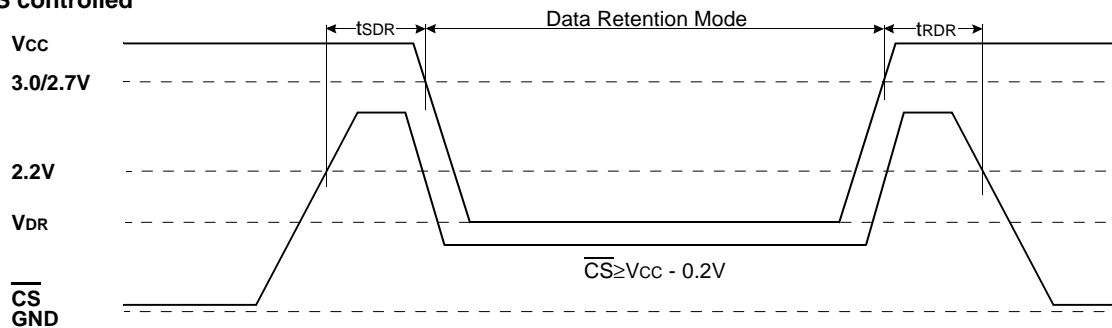 S controlled
tSDR
Data Retention Mode
tRDR
VCC
3.0/2.7V
2.2V
VDR
CS≥VCC - 0.2V
CS
GND